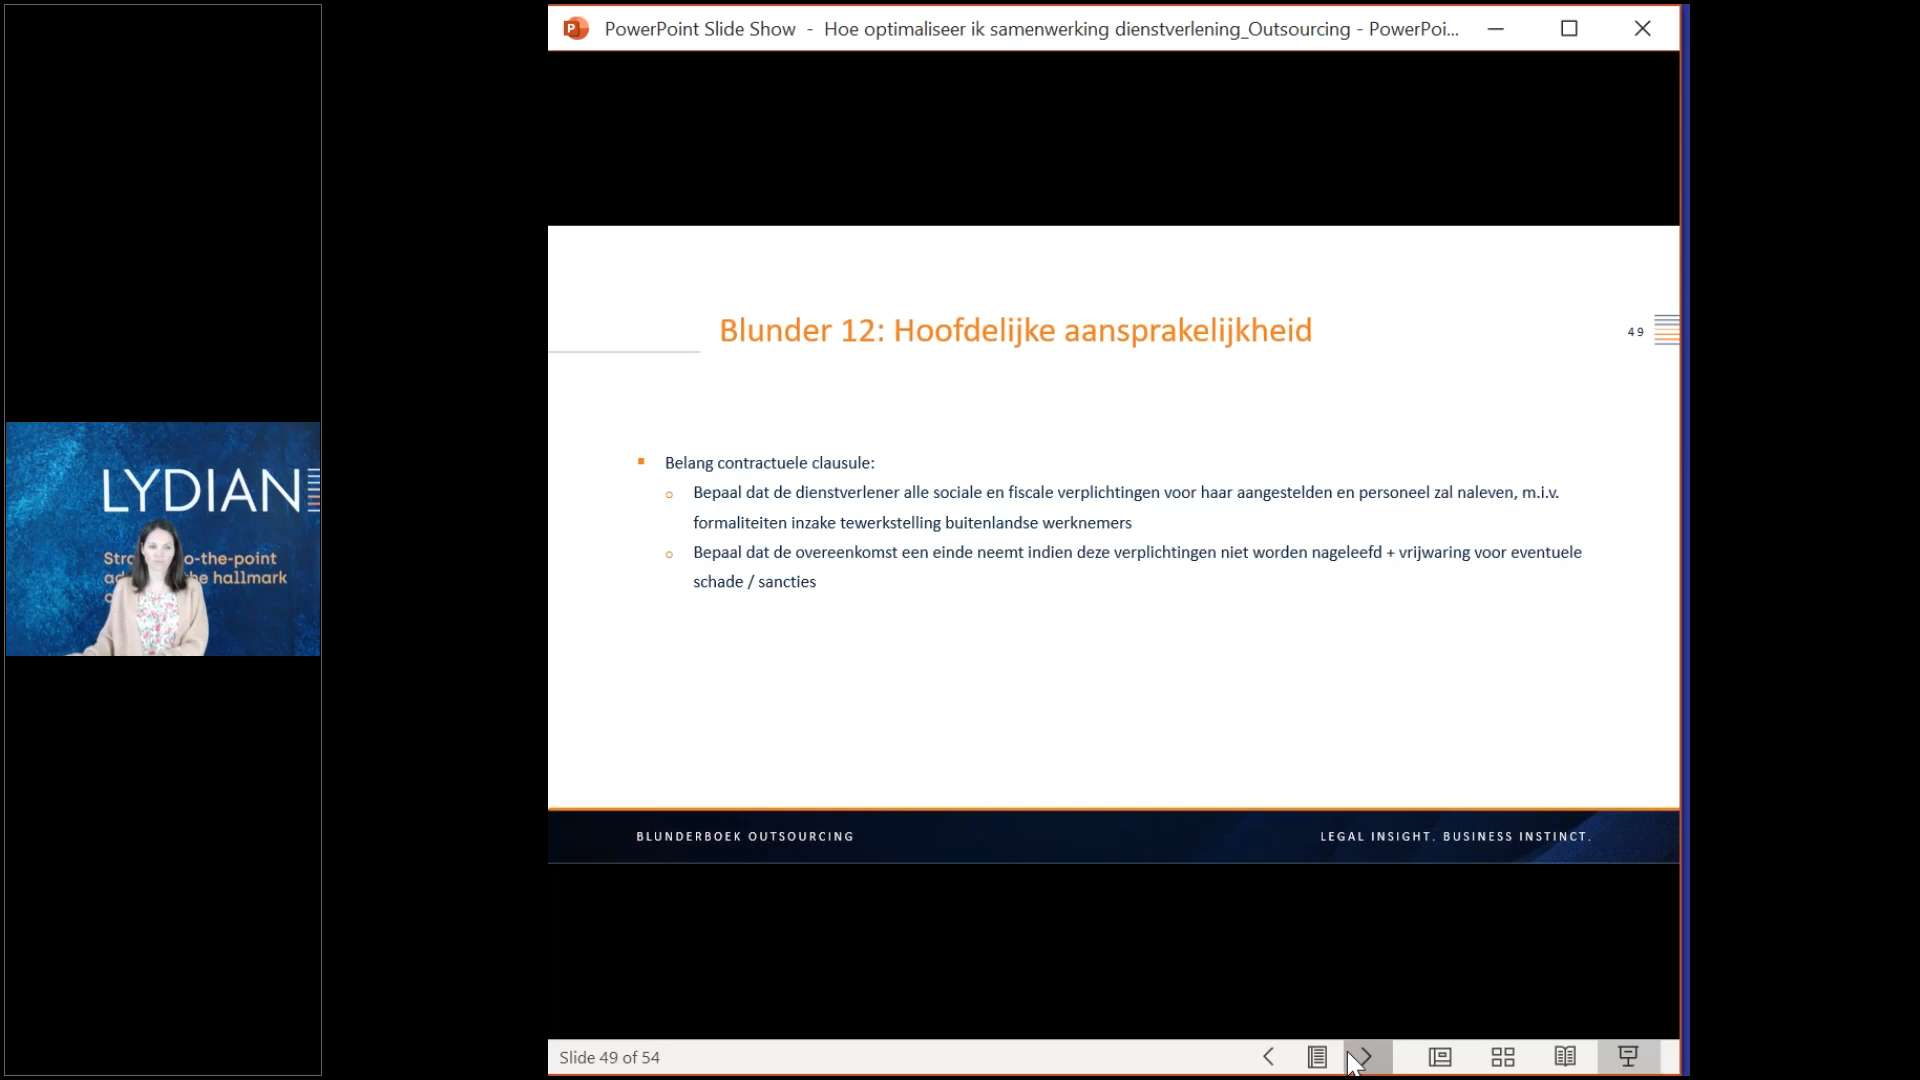 PowerPoint Slide Show - Hoe optimaliseer ik samenwerking dienstverlening_Outsourcing - PowerPoi...
LYDIAN
o-the-point
he hallmark
Blunder 12: Hoofdelijke aansprakelijkheid
49
Belang contractuele clausule:
Bepaal dat de dienstverlener alle sociale en fiscale verplichtingen voor haar aangestelden en personeel zal naleven, m.i.v.
formaliteiten inzake tewerkstelling buitenlandse werknemers
Bepaal dat de overeenkomst een einde neemt indien deze verplichtingen niet worden nageleefd + vrijwaring voor eventuele
schade / sancties
BLUNDERBOEK OUTSOURCING
LEGAL INSIGHT. BUSINESS INSTINCT.
Slide 49 of 54